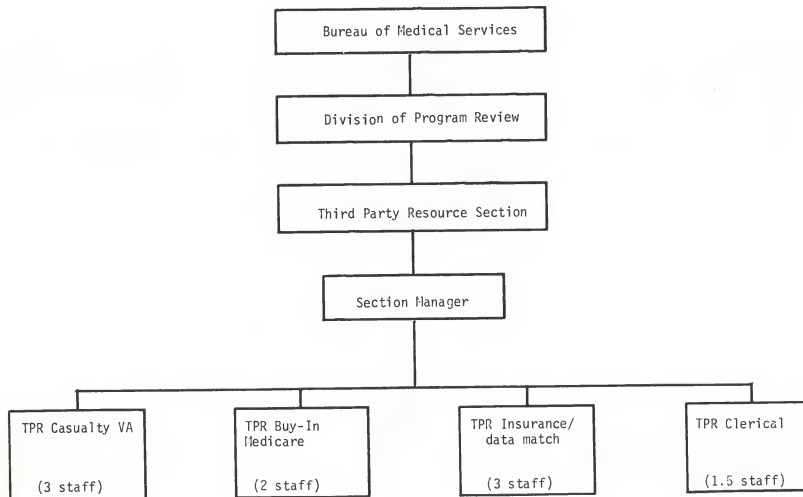 Bureau of Medical Services
Division of Program Review
Third Party Resource Section
Section Manager
TPR Casualty VA
(3 staff)
TPR Buy-In
Medicare
(2 staff)
TPR Insurance/
data match
(3 staff)
TPR Clerical
(1.5 staff)